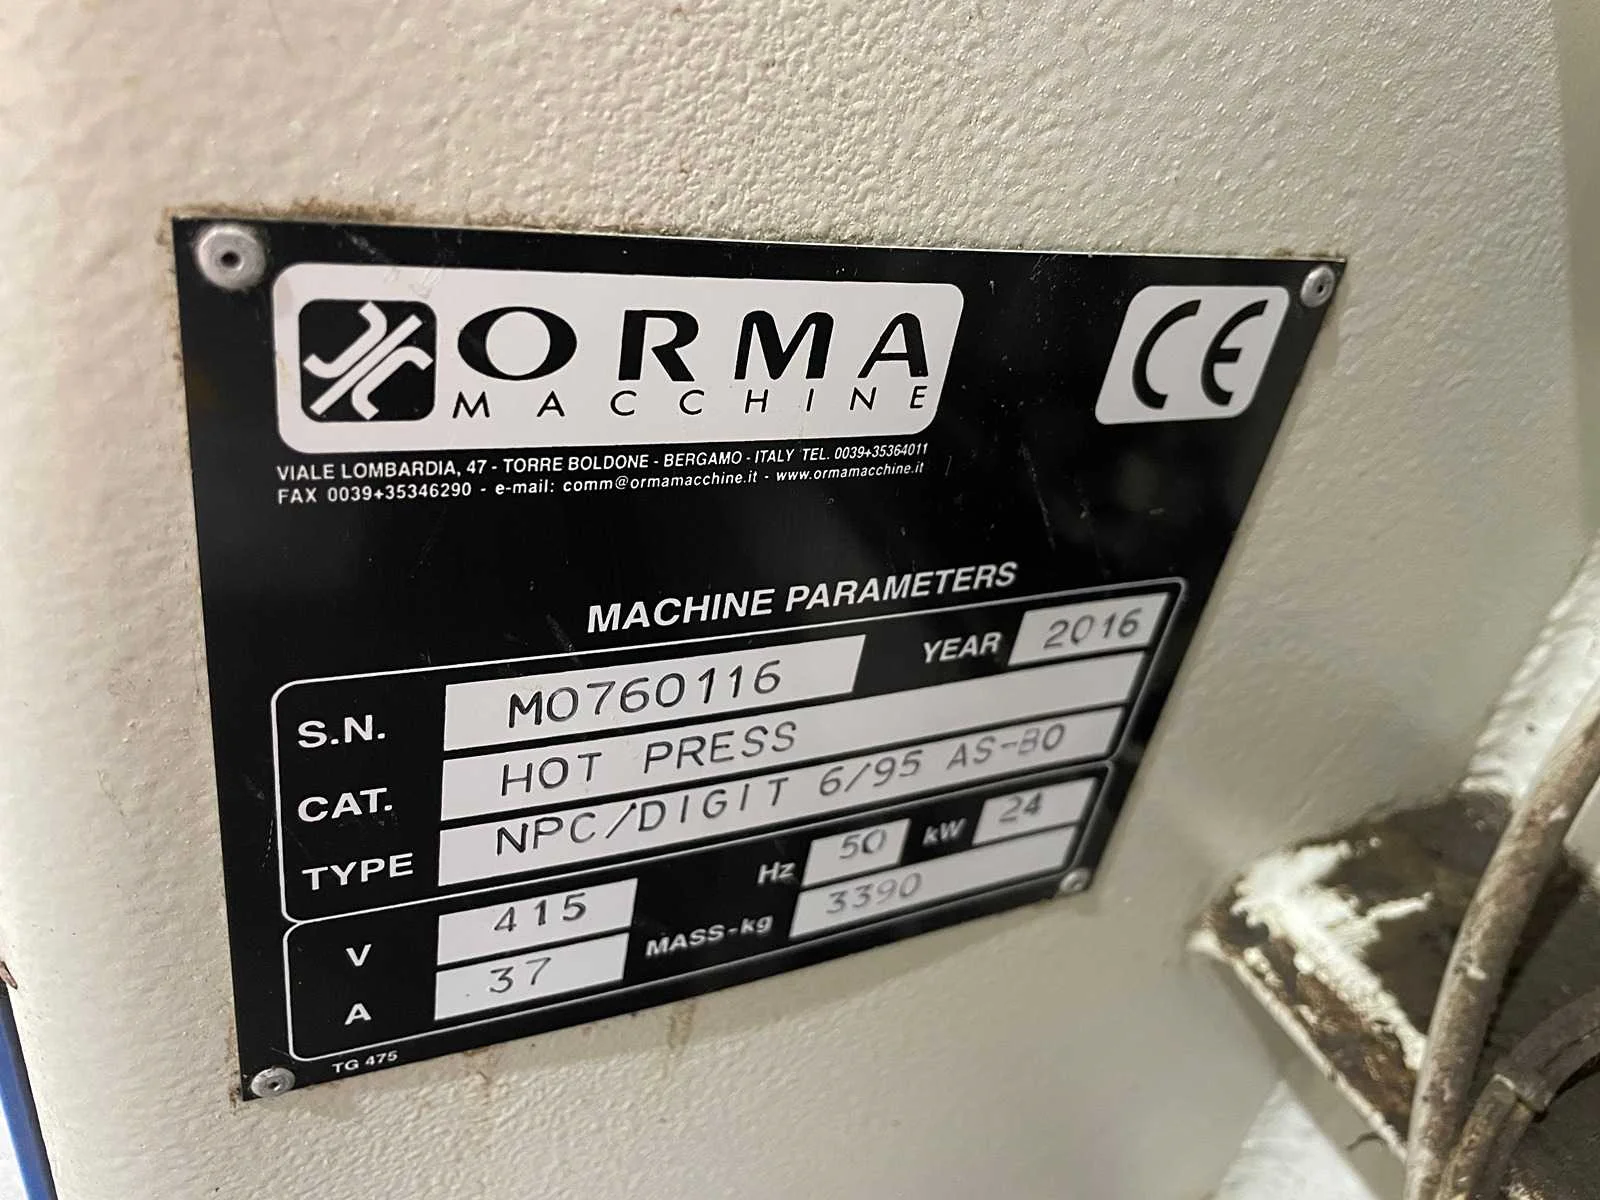 ORMA
MACCHINE
CE
VIALE LOMBARDIA, 47 - TORRE BOLDONE - BERGAMO - ITALY TEL. 0039+35364011
FAX 0039+35346290 - e-mail: comm@ormamacchine.it - www.ormamacchine.it
MACHINE PARAMETERS
S.N. M0760116 YEAR 2016
CAT. HOT PRESS
TYPE NPC/DIGIT 6/95 AS-BO
V 415 Hz 50 kW 24
A 37 MASS-kg 3390
TG 475